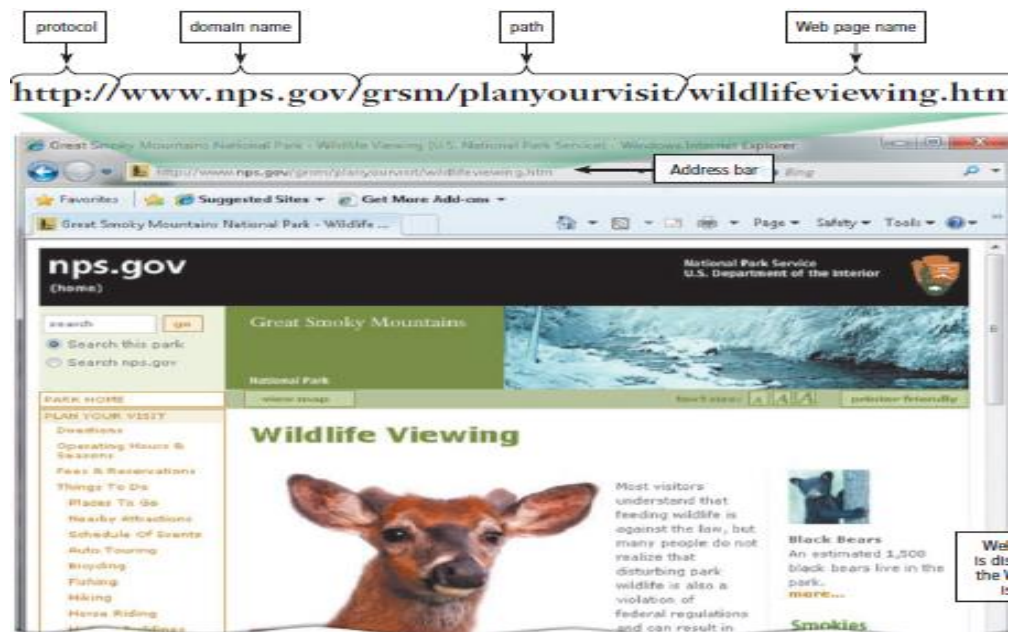 protocol
domain name
path
Web page name
http://www.nps.gov/grsm/planyourvisit/wildlifeviewing.htm
Great Smoky Mountains National Park - Wildlife Viewing (U.S. National Park Service) - Windows Internet Explorer
http://www.nps.gov/grsm/planyourvisit/wildlifeviewing.htm
Address bar
Bing
Favorites
Suggested Sites
Get More Add-ons
Great Smoky Mountains National Park - Wildlife ...
Page
Safety
Tools
nps.gov
(home)
National Park Service
U.S. Department of the Interior
search
go
Search this park
Search nps.gov
Great Smoky Mountains
National Park
view map
text size: A A A
printer friendly
PARK HOME
PLAN YOUR VISIT
Directions
Operating Hours &
Seasons
Fees & Reservations
Things To Do
Places To Go
Nearby Attractions
Schedule Of Events
Auto Touring
Bicycling
Fishing
Hiking
Horse Riding
Wildlife Viewing
Most visitors
understand that
feeding wildlife is
against the law, but
many people do not
realize that
disturbing park
wildlife is also a
violation of
federal regulations
and can result in
Black Bears
An estimated 1,500
black bears live in the
park.
more...
Smokies
is
the